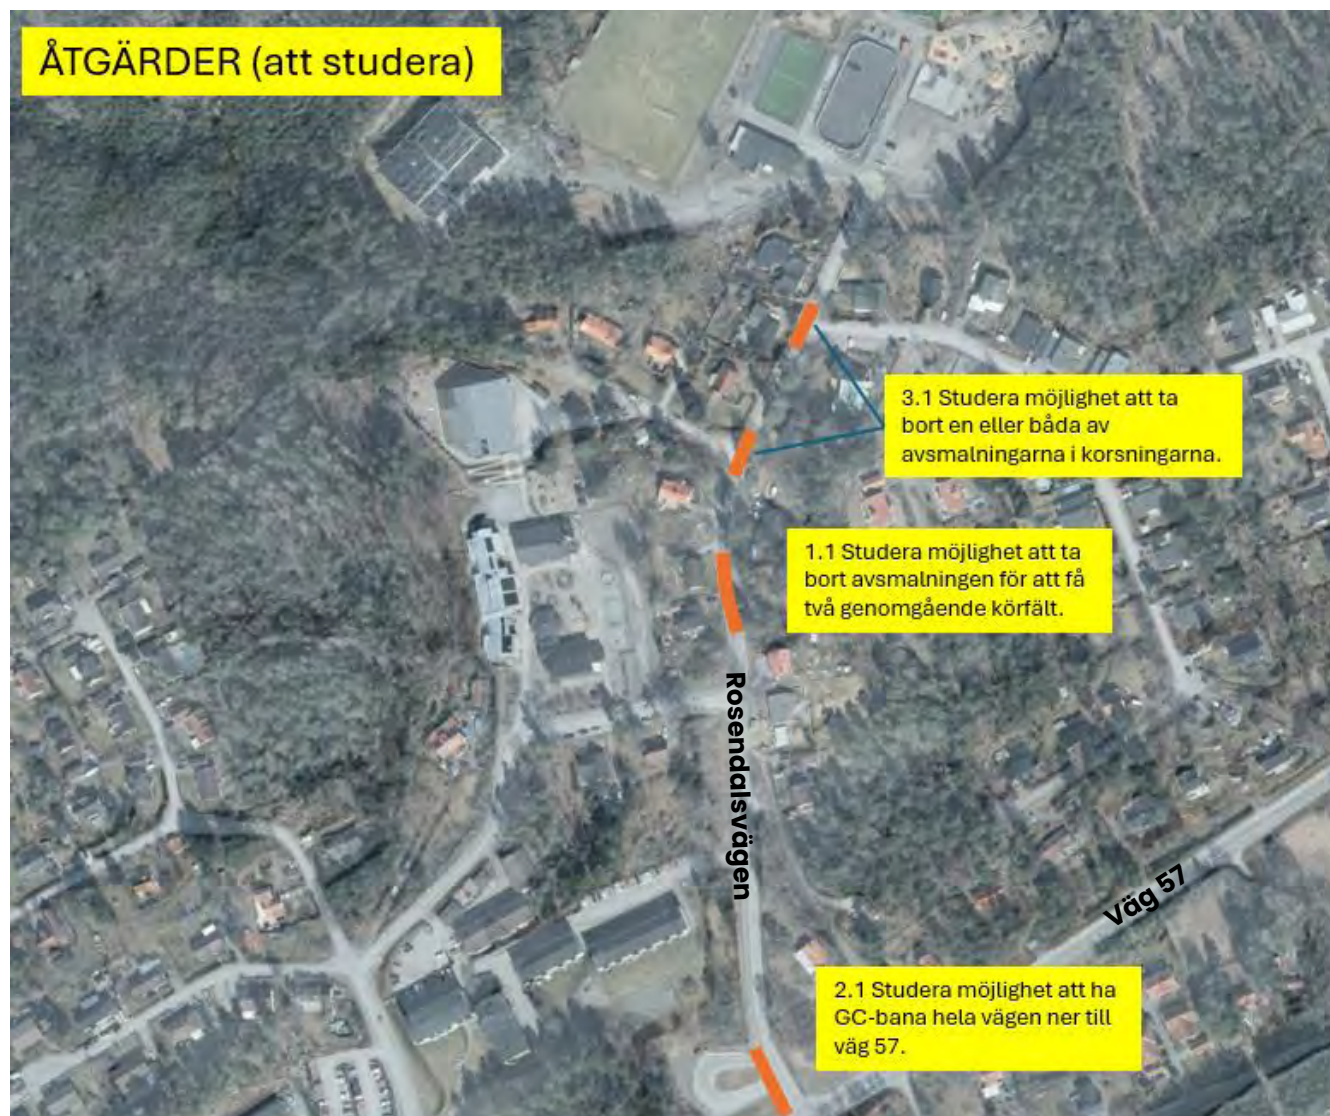 ÅTGÄRDER (att studera)
3.1 Studera möjlighet att ta
bort en eller båda av
avsmalningarna i korsningarna.
1.1 Studera möjlighet att ta
bort avsmalningen för att få
två genomgående körfält.
Rosendalsvägen
Väg 57
2.1 Studera möjlighet att ha
GC-bana hela vägen ner till
väg 57.